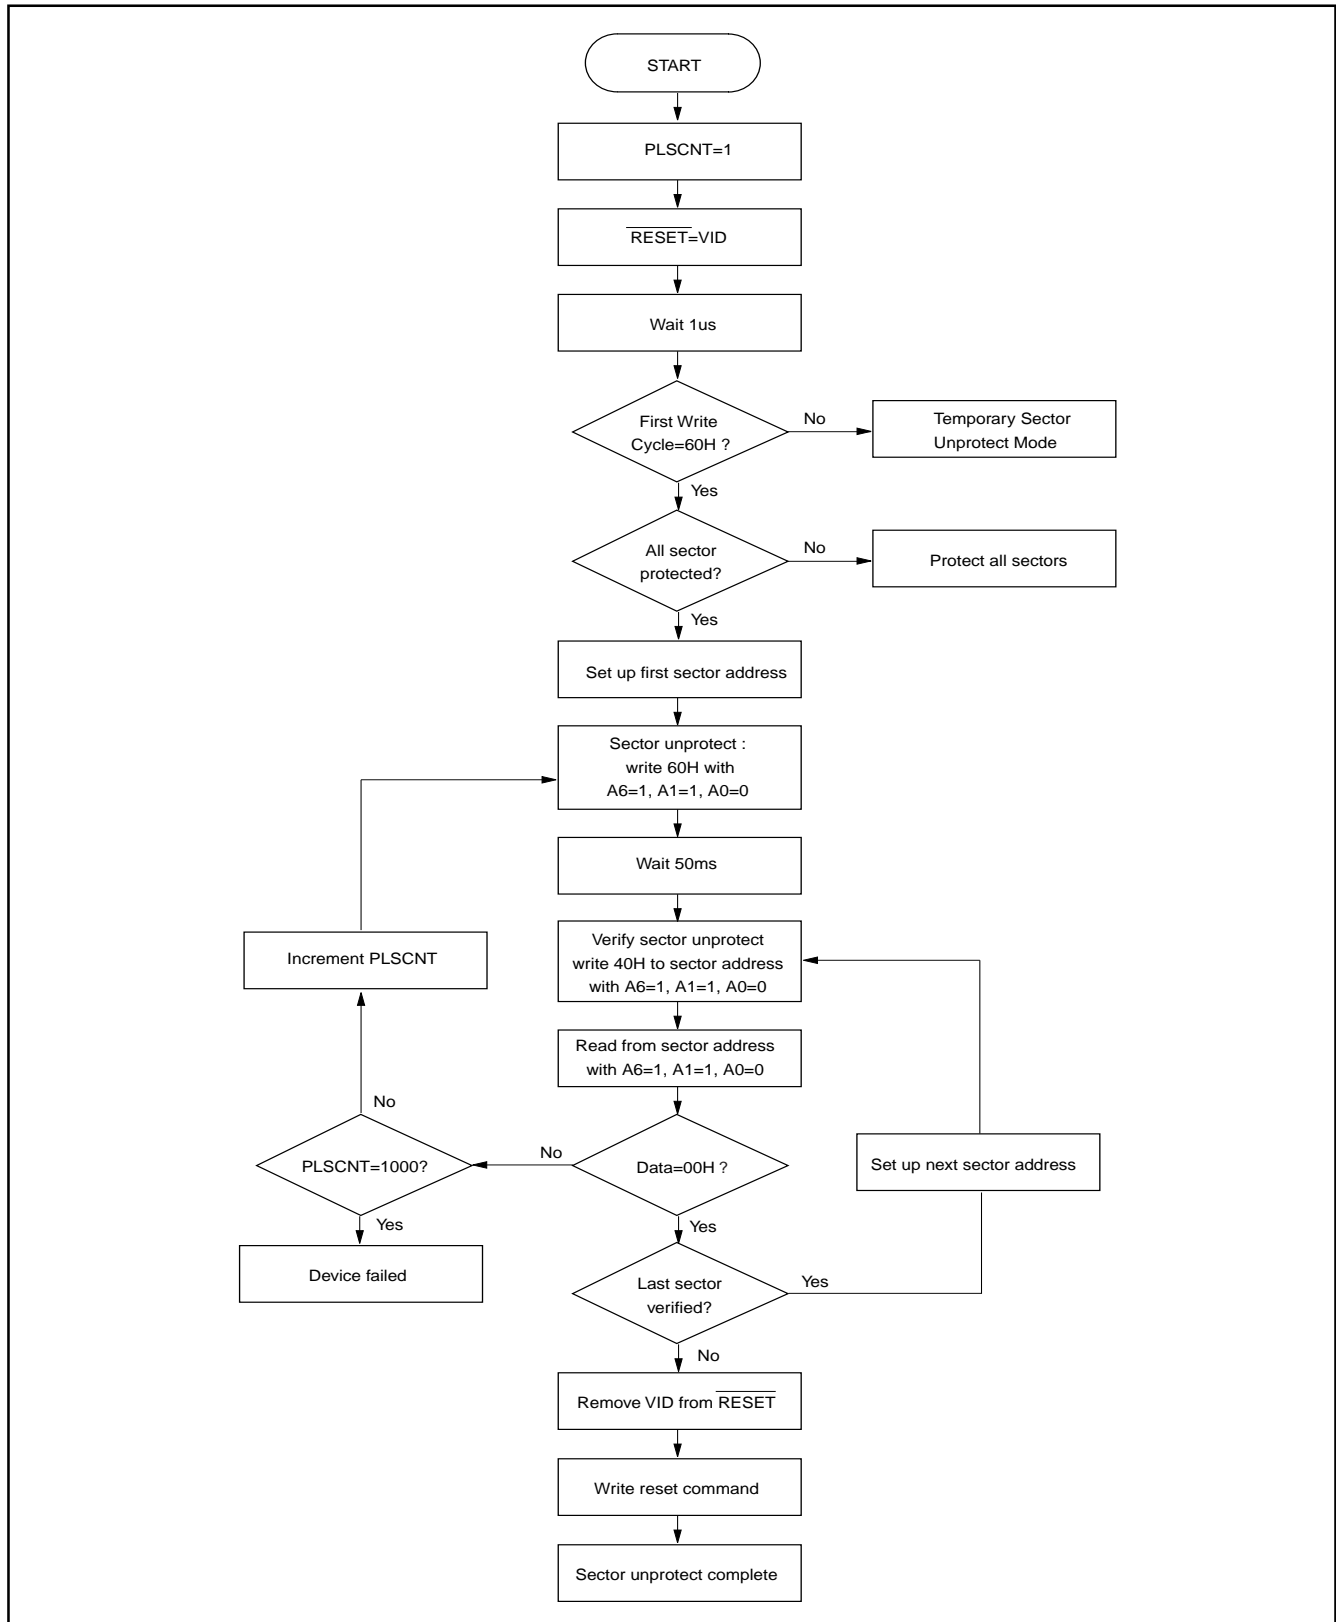 START
PLSCNT=1
RESET=VID
Wait 1us
First Write
Cycle=60H ?
No
Temporary Sector
Unprotect Mode
Yes
All sector
protected?
No
Protect all sectors
Yes
Set up first sector address
Sector unprotect :
write 60H with
A6=1, A1=1, A0=0
Wait 50ms
Increment PLSCNT
Verify sector unprotect
write 40H to sector address
with A6=1, A1=1, A0=0
Read from sector address
with A6=1, A1=1, A0=0
No
PLSCNT=1000?
No
Data=00H ?
Set up next sector address
Yes
Yes
Device failed
Last sector
verified?
Yes
No
Remove VID from RESET
Write reset command
Sector unprotect complete